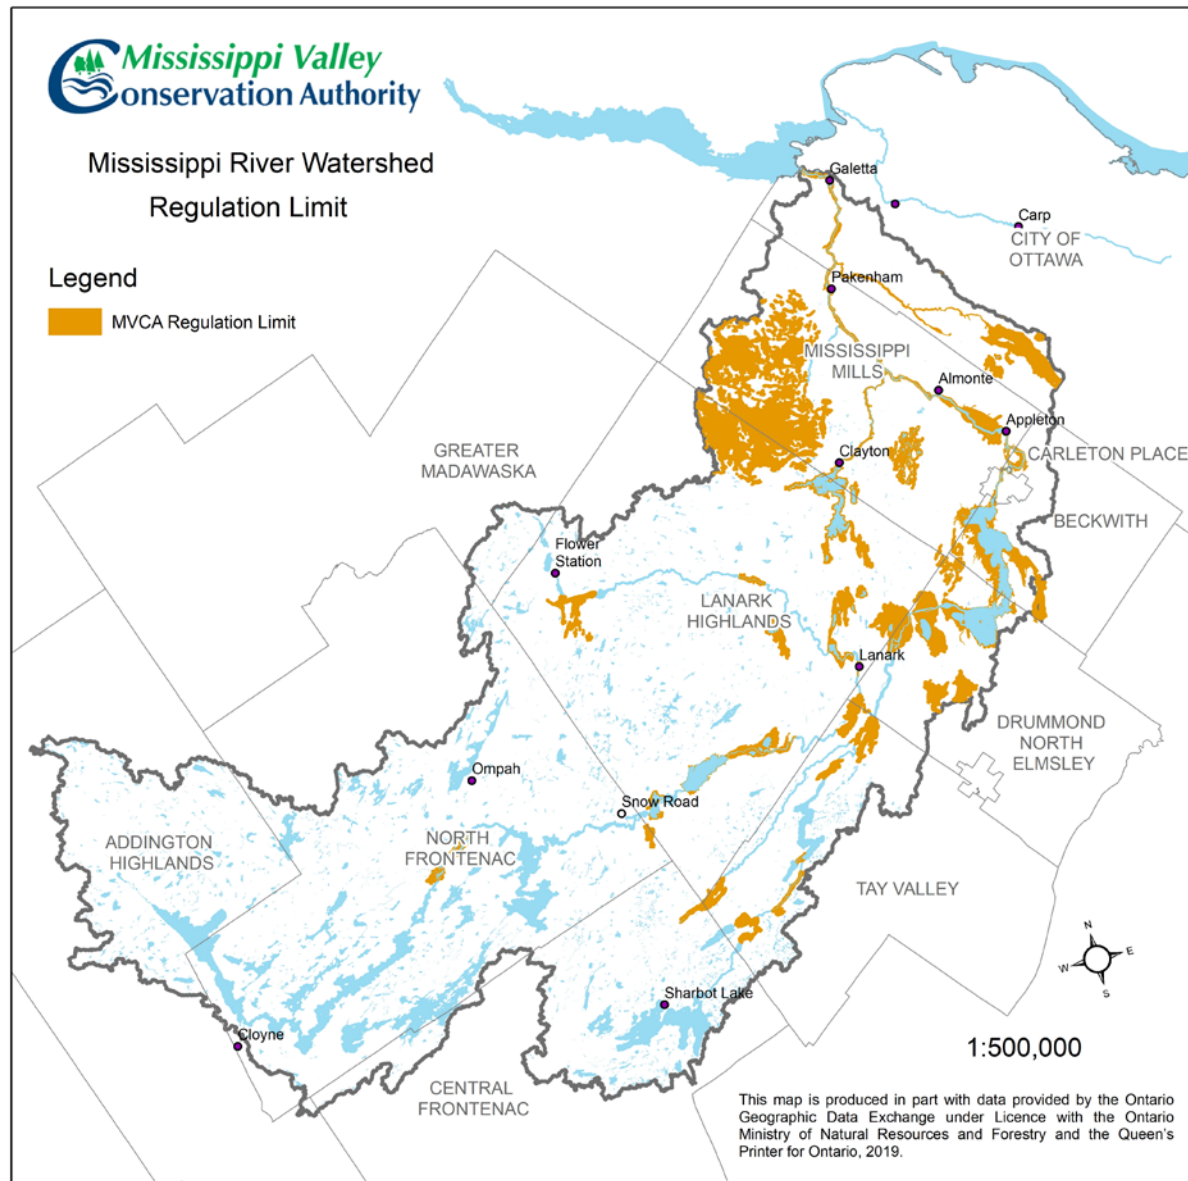 Mississippi Valley
Conservation Authority
Mississippi River Watershed
Regulation Limit
Legend
MVCA Regulation Limit
Galetta
Carp
CITY OF
OTTAWA
Pakenham
MISSISSIPPI
MILLS
Almonte
Appleton
CARLETON PLACE
Clayton
GREATER
MADAWASKA
BECKWITH
Flower
Station
LANARK
HIGHLANDS
Lanark
DRUMMOND
NORTH
ELMSLEY
Ompah
Snow Road
ADDINGTON
HIGHLANDS
NORTH
FRONTENAC
TAY VALLEY
N
W
E
S
Sharbot Lake
Cloyne
1:500,000
CENTRAL
FRONTENAC
This map is produced in part with data provided by the Ontario
Geographic Data Exchange under Licence with the Ontario
Ministry of Natural Resources and Forestry and the Queen's
Printer for Ontario, 2019.